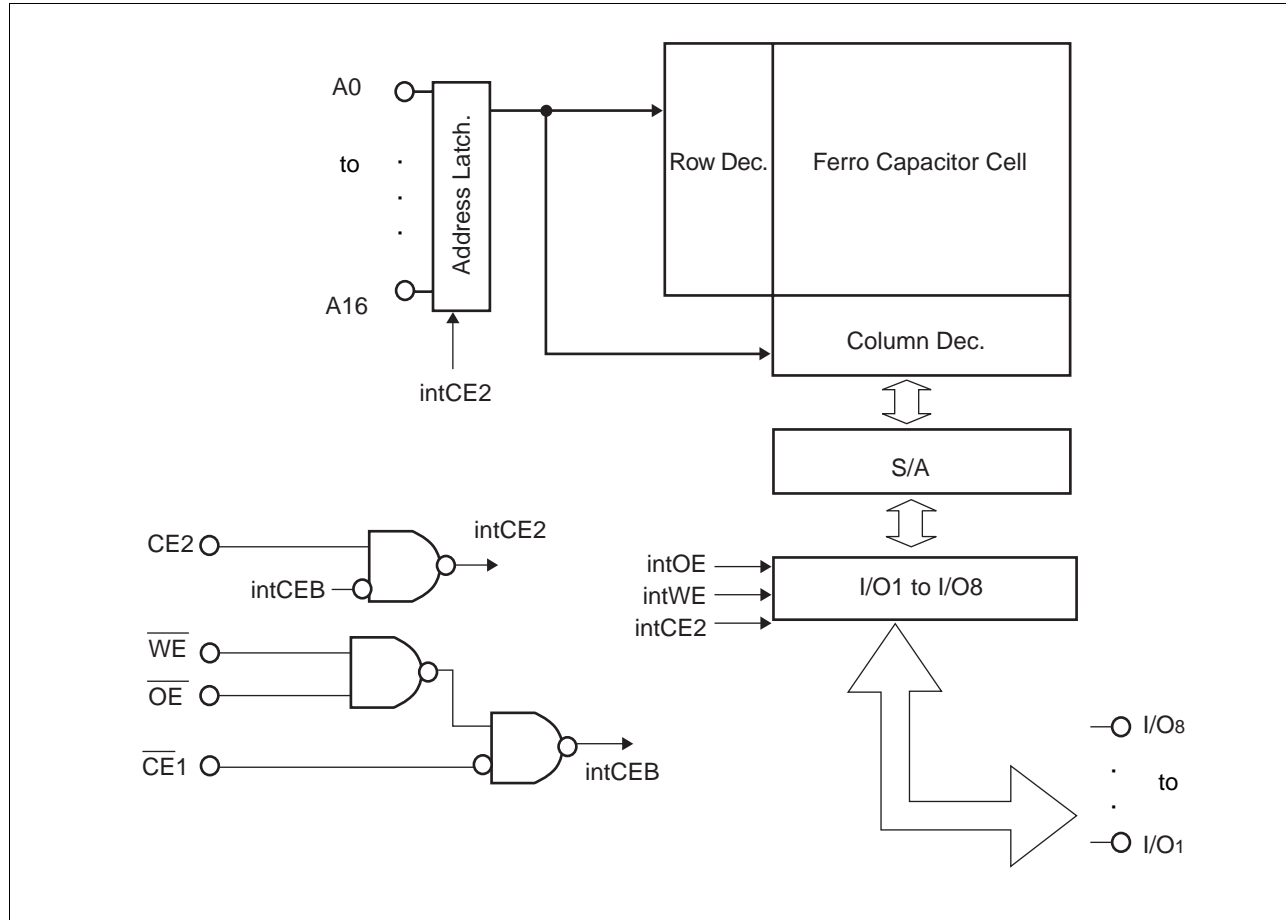 A0
to
.
.
.
A16
Address Latch.
intCE2
Row Dec.
Ferro Capacitor Cell
Column Dec.
S/A
intOE
intWE
intCE2
I/O1 to I/O8
CE2
intCEB
intCE2
WE
OE
CE1
intCEB
I/O8
.
to
.
.
I/O1